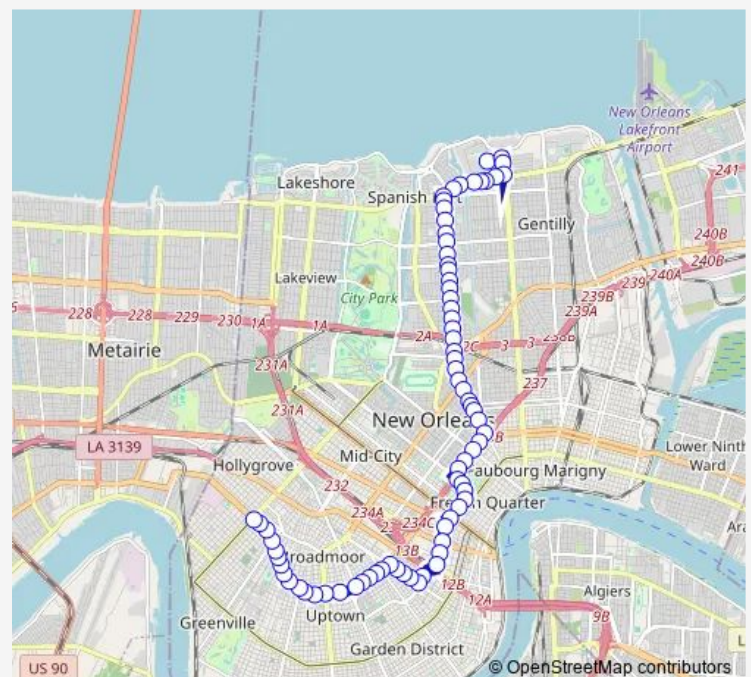 New Orleans
Lakefront
Airport
Lakeshore
Spanish
Gentilly
241
240B
240B
240A
239
239B
239A
Lakeview
City Park
228
228
229
230
1A
1A
2A
3
3
237
231A
231A
Metairie
New Orleans
LA 3139
Mid-City
Hollygrove
232
Faubourg Marigny
Lower Ninth
Ward
French Quarter
234A
234C
13B
Broadmoor
12B
12A
Algiers
9B
Greenville
Uptown
Garden District
US 90
© OpenStreetMap contributors